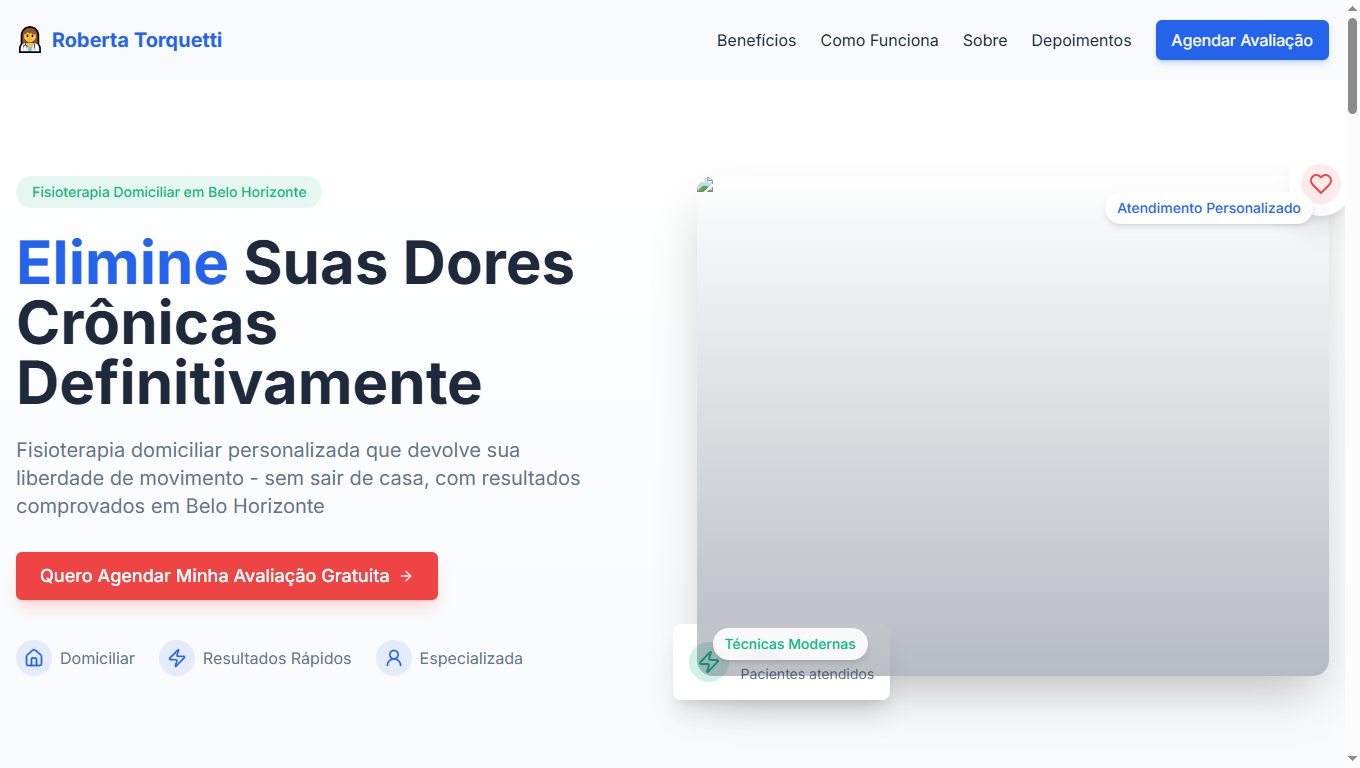 Roberta Torquetti
Benefícios
Como Funciona
Sobre
Depoimentos
Agendar Avaliação
Fisioterapia Domiciliar em Belo Horizonte
Elimine Suas Dores
Crônicas
Definitivamente
Fisioterapia domiciliar personalizada que devolve sua
liberdade de movimento - sem sair de casa, com resultados
comprovados em Belo Horizonte
Quero Agendar Minha Avaliação Gratuita
Domiciliar
Resultados Rápidos
Especializada
Atendimento Personalizado
Técnicas Modernas
Pacientes atendidos